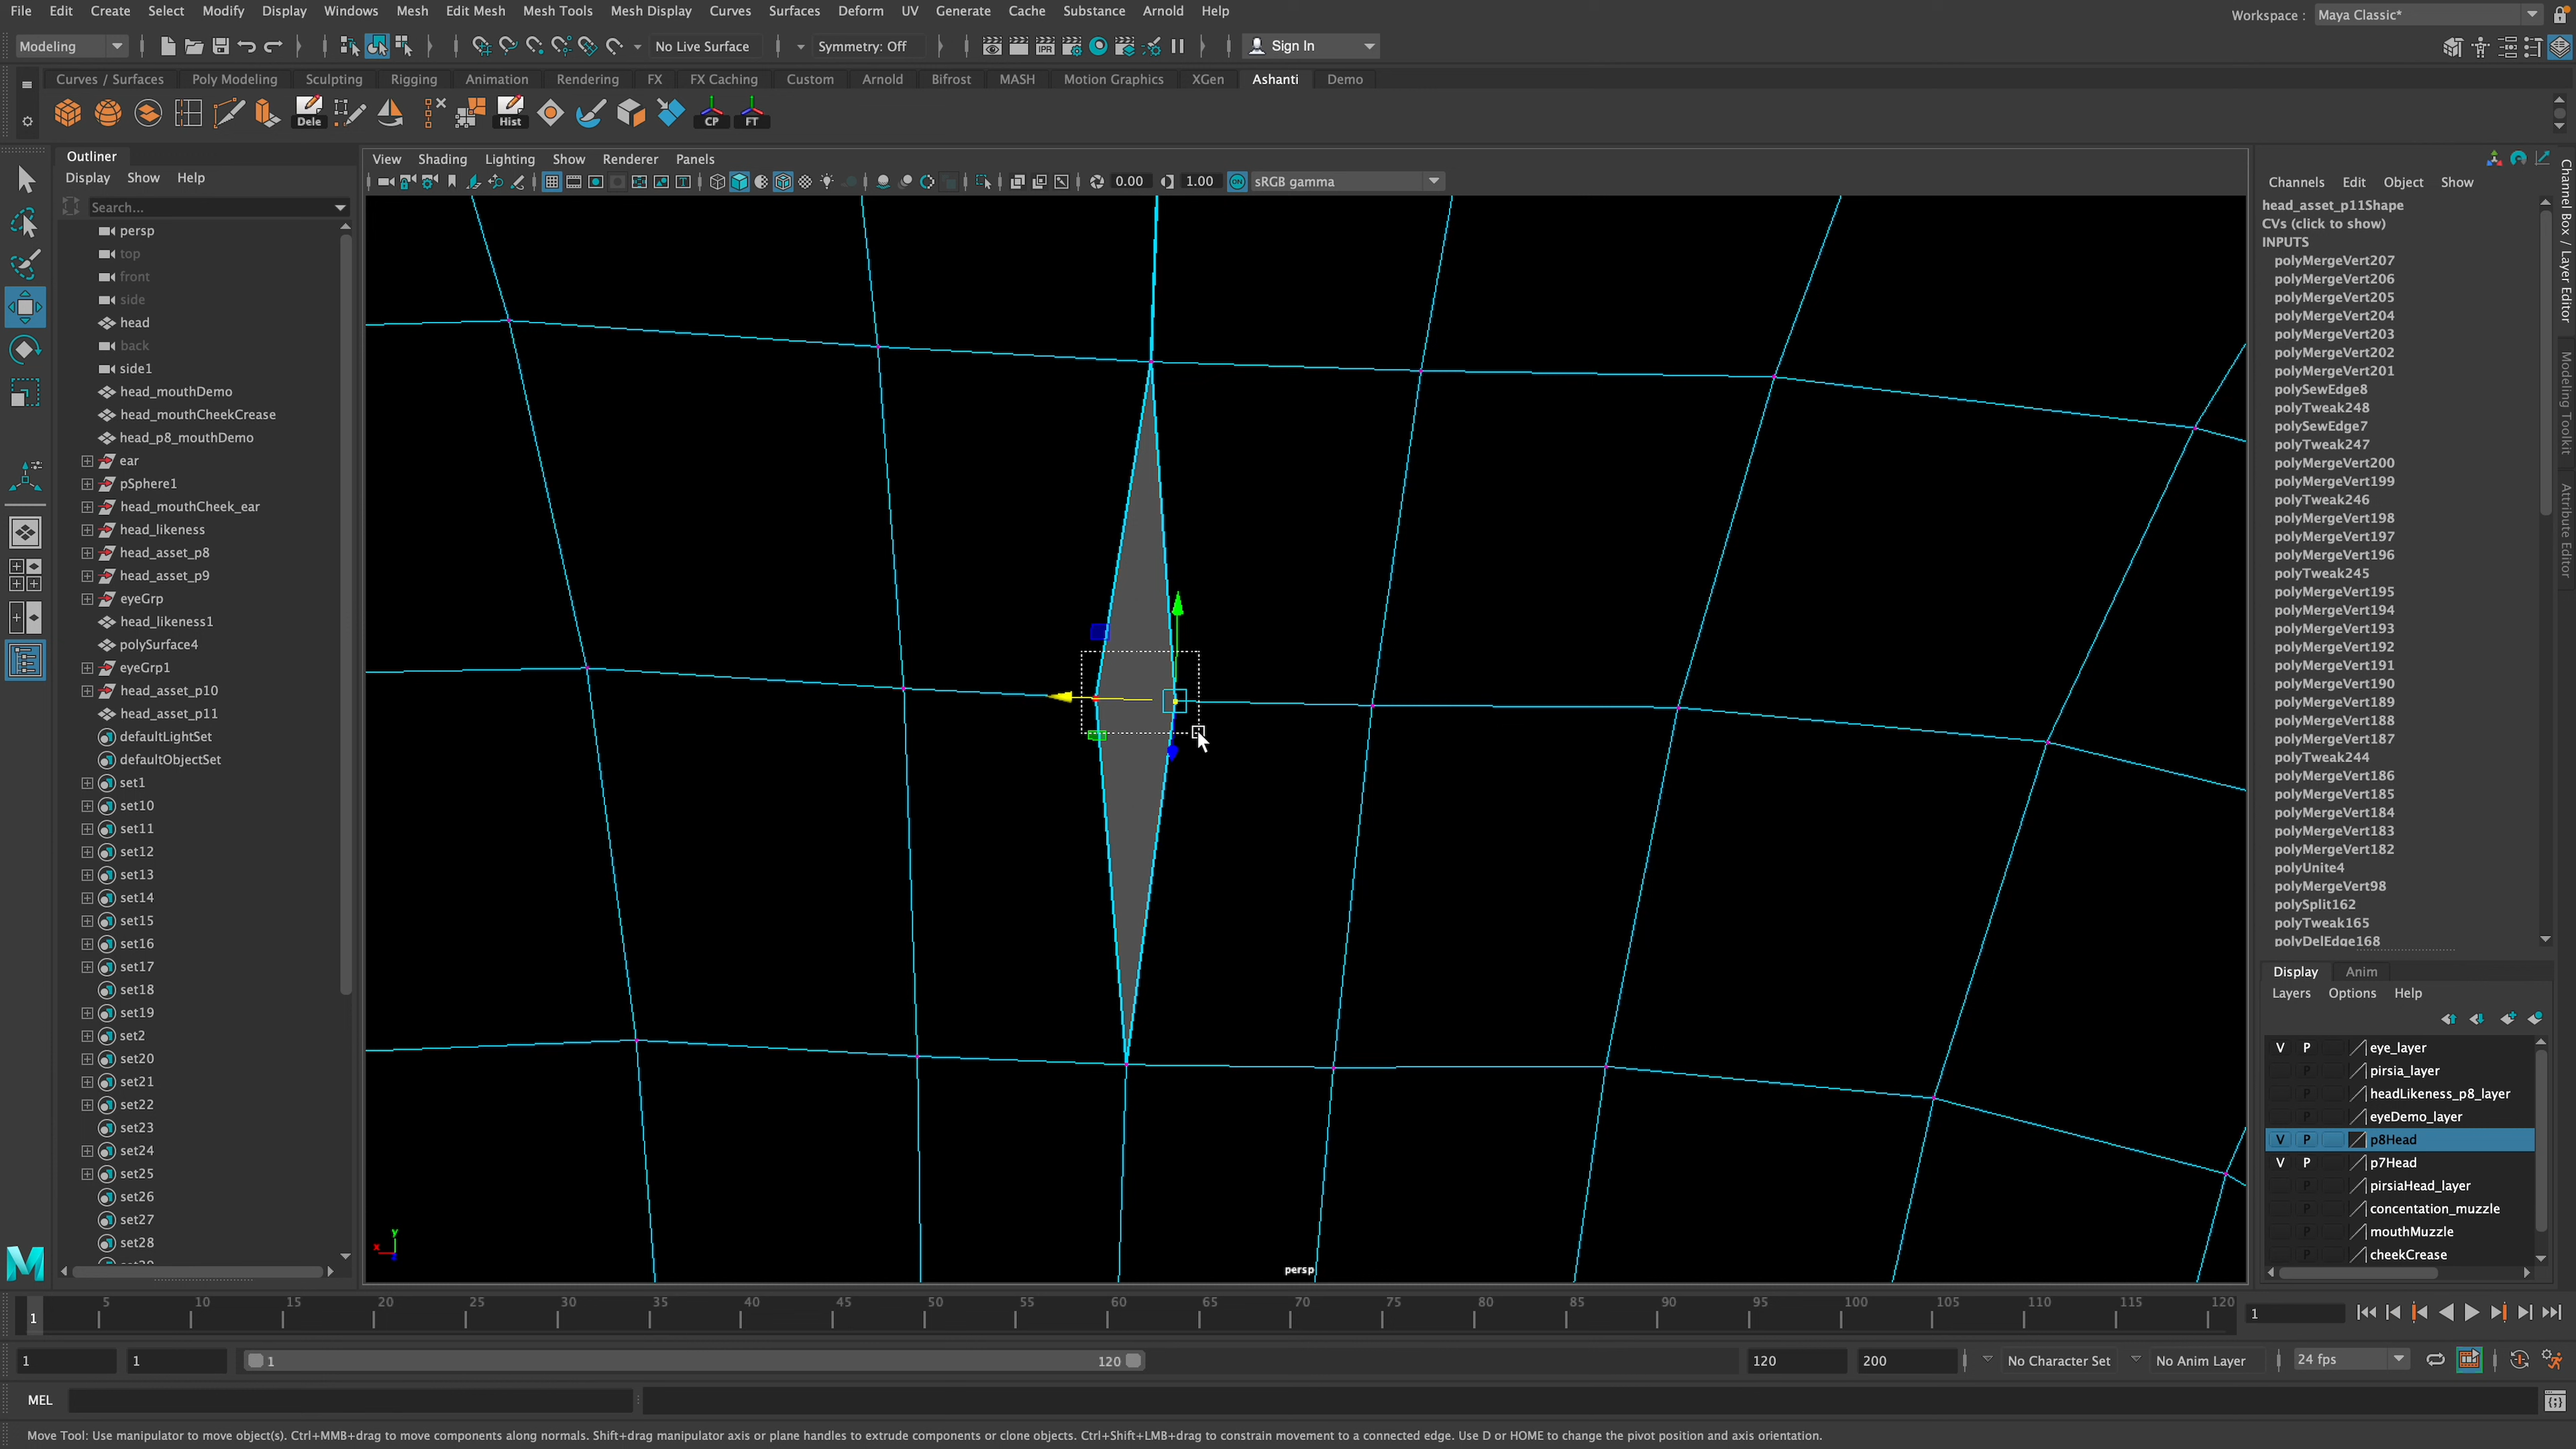 File Edit Create Select Modify Display Windows Mesh Edit Mesh Mesh Tools Mesh Display Curves Surfaces Deform UV Generate Cache Substance Arnold Help
Workspace : Maya Classic*
Modeling No Live Surface Symmetry: Off Sign In
Curves / Surfaces Poly Modeling Sculpting Rigging Animation Rendering FX FX Caching Custom Arnold Bifrost MASH Motion Graphics XGen Ashanti Demo
Dele Hist CP FT
Outliner
Display Show Help
Search...
persp
top
front
side
head
back
side1
head_mouthDemo
head_mouthCheekCrease
head_p8_mouthDemo
ear
pSphere1
head_mouthCheek_ear
head_likeness
head_asset_p8
head_asset_p9
eyeGrp
head_likeness1
polySurface4
eyeGrp1
head_asset_p10
head_asset_p11
defaultLightSet
defaultObjectSet
set1
set10
set11
set12
set13
set14
set15
set16
set17
set18
set19
set2
set20
set21
set22
set23
set24
set25
set26
set27
set28
View Shading Lighting Show Renderer Panels
0.00 1.00 ON sRGB gamma
y
x
persp
Channels Edit Object Show
head_asset_p11Shape
CVs (click to show)
INPUTS
polyMergeVert207
polyMergeVert206
polyMergeVert205
polyMergeVert204
polyMergeVert203
polyMergeVert202
polyMergeVert201
polySewEdge8
polyTweak248
polySewEdge7
polyTweak247
polyMergeVert200
polyMergeVert199
polyTweak246
polyMergeVert198
polyMergeVert197
polyMergeVert196
polyTweak245
polyMergeVert195
polyMergeVert194
polyMergeVert193
polyMergeVert192
polyMergeVert191
polyMergeVert190
polyMergeVert189
polyMergeVert188
polyMergeVert187
polyTweak244
polyMergeVert186
polyMergeVert185
polyMergeVert184
polyMergeVert183
polyMergeVert182
polyUnite4
polyMergeVert98
polySplit162
polyTweak165
polyDelEdge168
Channel Box / Layer Editor
Modeling Toolkit
Attribute Editor
Display Anim
Layers Options Help
V P eye_layer
P pirsia_layer
P headLikeness_p8_layer
P eyeDemo_layer
V P p8Head
V P p7Head
P pirsiaHead_layer
P concentation_muzzle
P mouthMuzzle
P cheekCrease
1 5 10 15 20 25 30 35 40 45 50 55 60 65 70 75 80 85 90 95 100 105 110 115 120 1
1 1 1 120 120 200 No Character Set No Anim Layer 24 fps
MEL
Move Tool: Use manipulator to move object(s). Ctrl+MMB+drag to move components along normals. Shift+drag manipulator axis or plane handles to extrude components or clone objects. Ctrl+Shift+LMB+drag to constrain movement to a connected edge. Use D or HOME to change the pivot position and axis orientation.